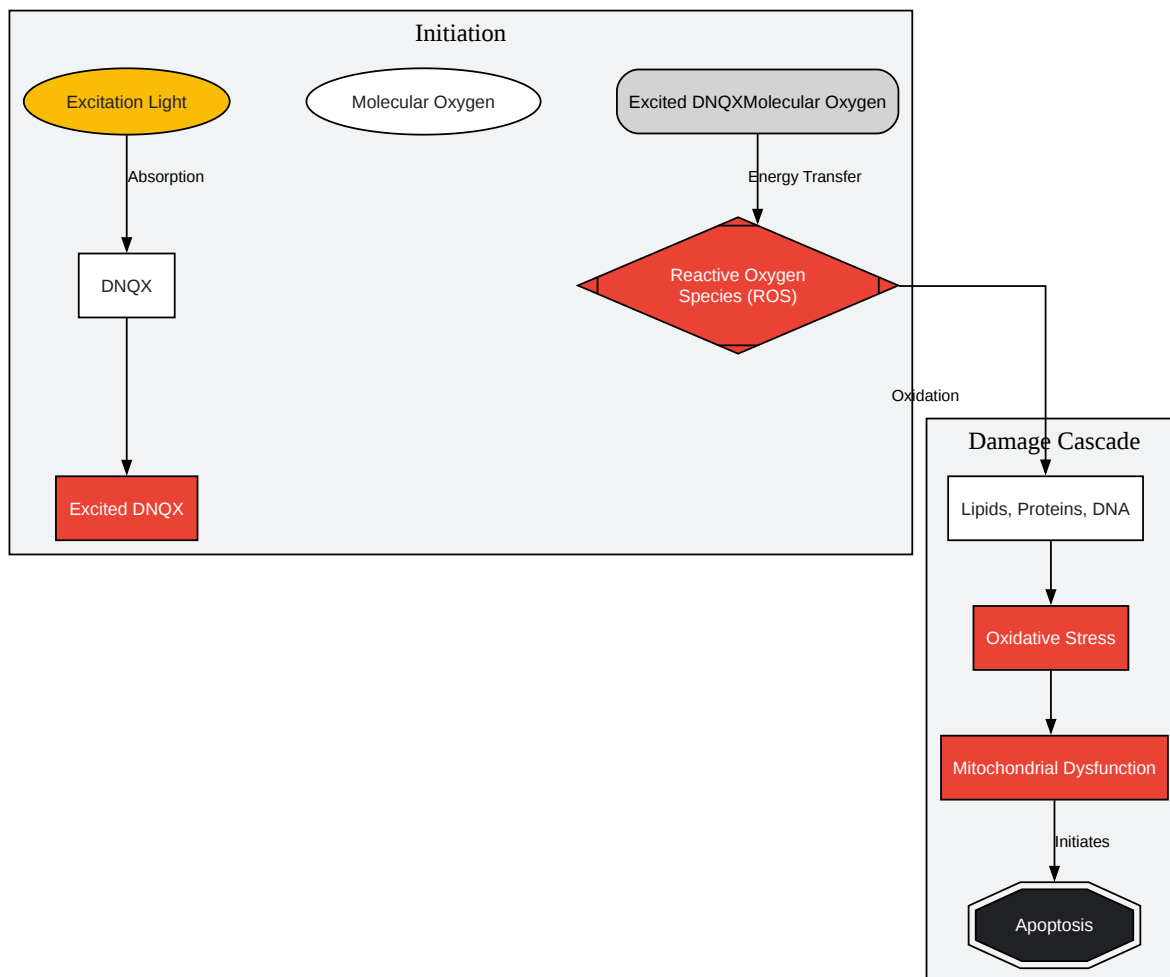 Initiation
Excitation Light
Molecular Oxygen
Excited DNQXMolecular Oxygen
Absorption
Energy Transfer
DNQX
Reactive Oxygen
Species (ROS)
Oxidation
Excited DNQX
Damage Cascade
Lipids, Proteins, DNA
Oxidative Stress
Mitochondrial Dysfunction
Initiates
Apoptosis